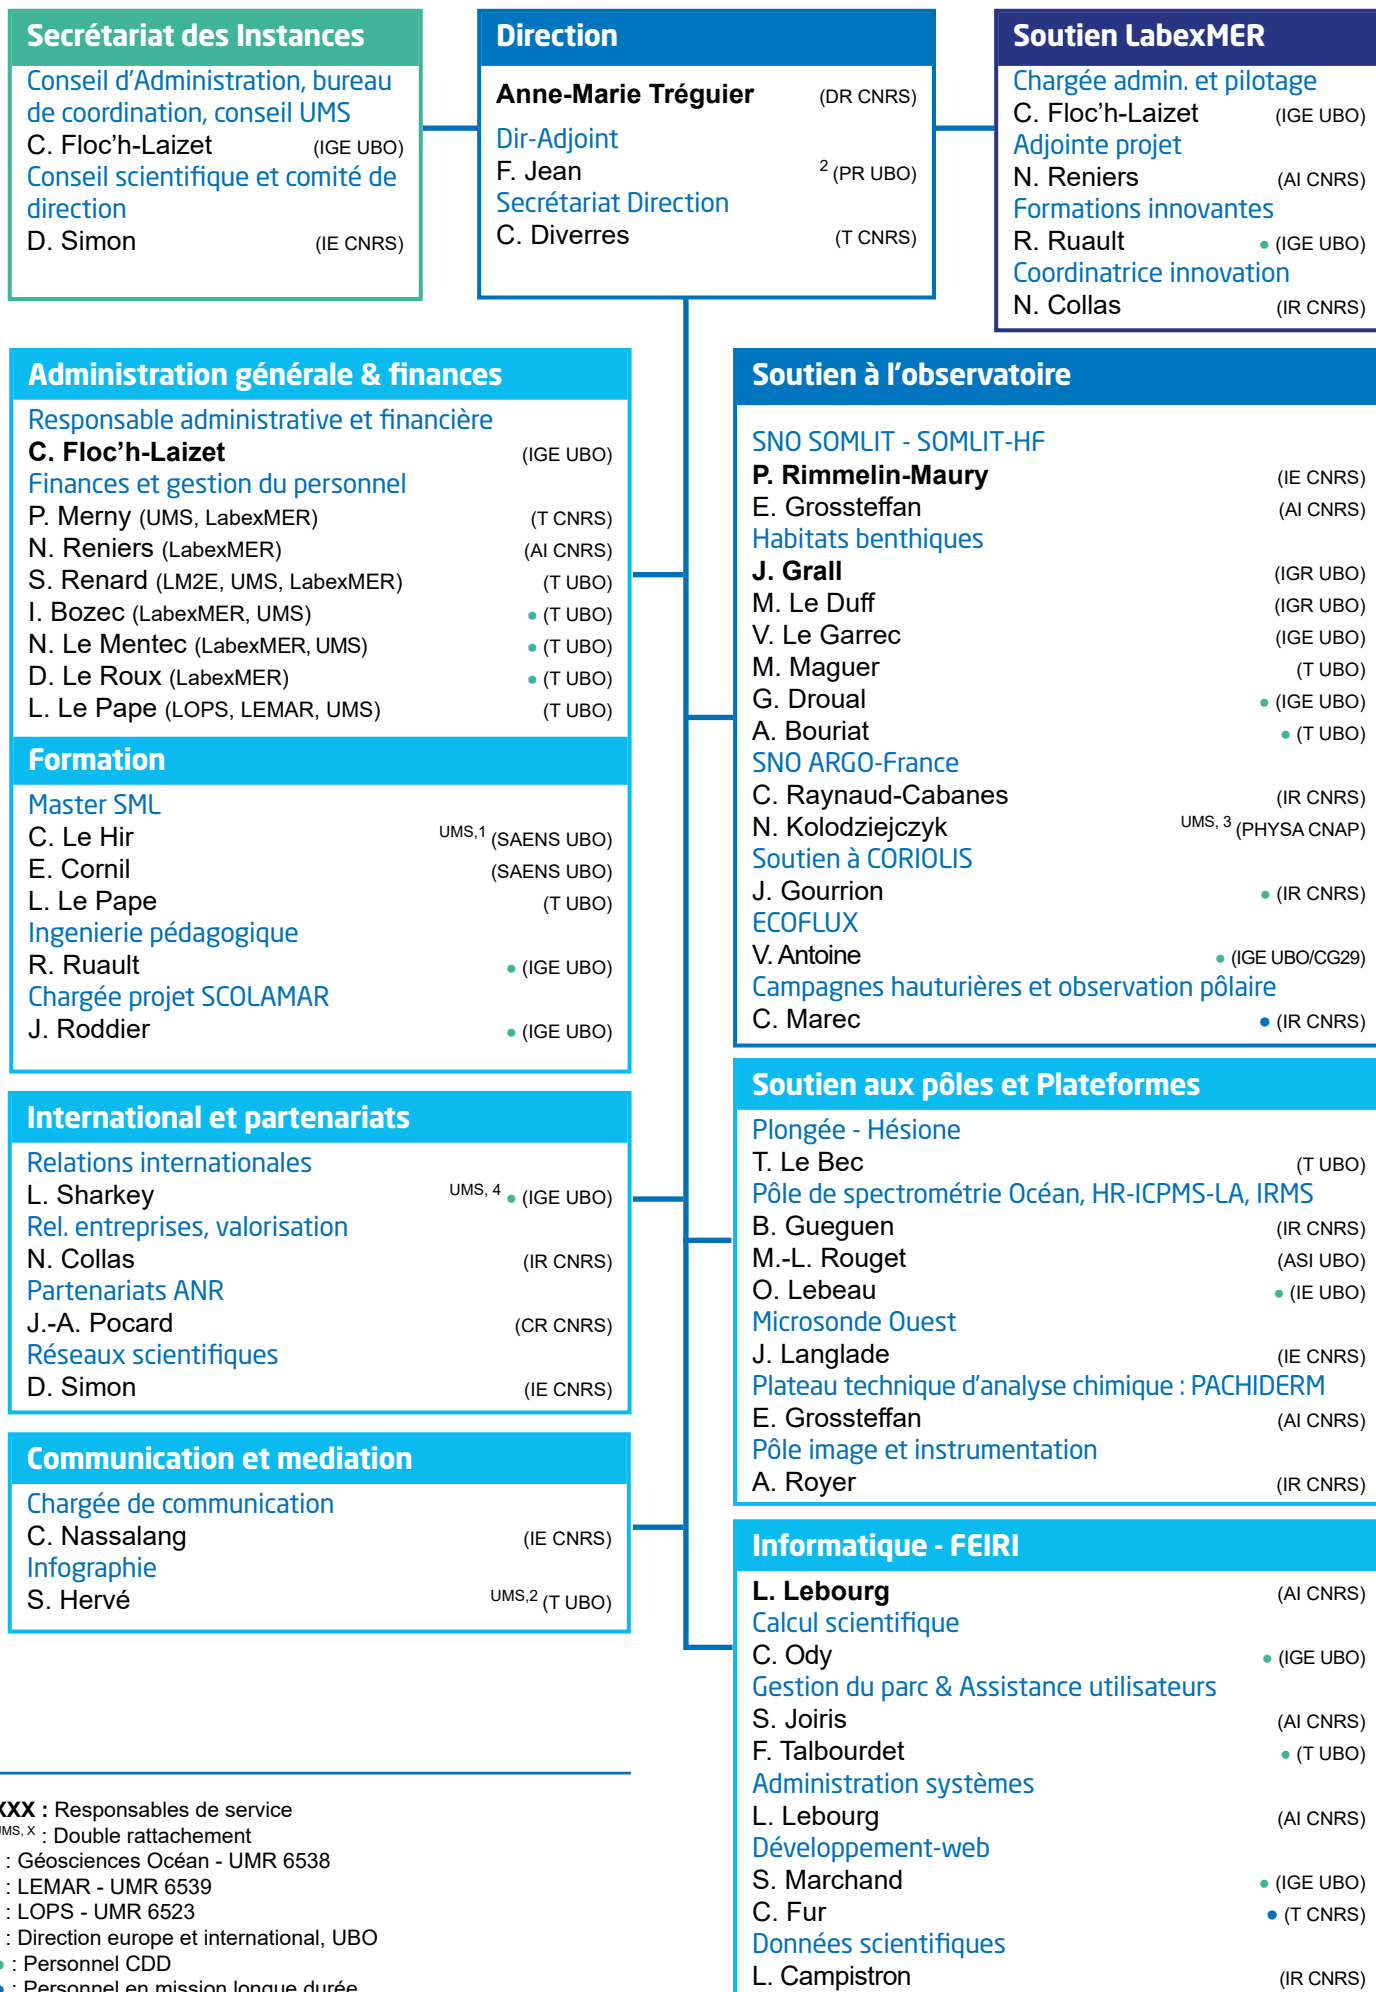 Secrétariat des Instances
Conseil d'Administration, bureau
de coordination, conseil UMS
C. Floc'h-Laizet (IGE UBO)
Conseil scientifique et comité de
direction
D. Simon (IE CNRS)
Direction
Anne-Marie Tréguier (DR CNRS)
Dir-Adjoint
F. Jean 2 (PR UBO)
Secrétariat Direction
C. Diverres (T CNRS)
Soutien LabexMER
Chargée admin. et pilotage
C. Floc'h-Laizet (IGE UBO)
Adjointe projet
N. Reniers (AI CNRS)
Formations innovantes
R. Ruault • (IGE UBO)
Coordinatrice innovation
N. Collas (IR CNRS)
Administration générale & finances
Responsable administrative et financière
C. Floc'h-Laizet (IGE UBO)
Finances et gestion du personnel
P. Merny (UMS, LabexMER) (T CNRS)
N. Reniers (LabexMER) (AI CNRS)
S. Renard (LM2E, UMS, LabexMER) (T UBO)
I. Bozec (LabexMER, UMS) • (T UBO)
N. Le Mentec (LabexMER, UMS) • (T UBO)
D. Le Roux (LabexMER) • (T UBO)
L. Le Pape (LOPS, LEMAR, UMS) (T UBO)
Formation
Master SML
C. Le Hir UMS,1 (SAENS UBO)
E. Cornil (SAENS UBO)
L. Le Pape (T UBO)
Ingenierie pédagogique
R. Ruault • (IGE UBO)
Chargée projet SCOLAMAR
J. Roddier • (IGE UBO)
International et partenariats
Relations internationales
L. Sharkey UMS, 4 • (IGE UBO)
Rel. entreprises, valorisation
N. Collas (IR CNRS)
Partenariats ANR
J.-A. Pocard (CR CNRS)
Réseaux scientifiques
D. Simon (IE CNRS)
Communication et mediation
Chargée de communication
C. Nassalang (IE CNRS)
Infographie
S. Hervé UMS,2 (T UBO)
Soutien à l'observatoire
SNO SOMLIT - SOMLIT-HF
P. Rimmelin-Maury (IE CNRS)
E. Grossteffan (AI CNRS)
Habitats benthiques
J. Grall (IGR UBO)
M. Le Duff (IGR UBO)
V. Le Garrec (IGE UBO)
M. Maguer (T UBO)
G. Droual • (IGE UBO)
A. Bouriat • (T UBO)
SNO ARGO-France
C. Raynaud-Cabanes (IR CNRS)
N. Kolodziejczyk UMS, 3 (PHYSA CNAP)
Soutien à CORIOLIS
J. Gourrion • (IR CNRS)
ECOFLUX
V. Antoine • (IGE UBO/CG29)
Campagnes hauturières et observation pôlaire
C. Marec • (IR CNRS)
Soutien aux pôles et Plateformes
Plongée - Hésione
T. Le Bec (T UBO)
Pôle de spectrométrie Océan, HR-ICPMS-LA, IRMS
B. Gueguen (IR CNRS)
M.-L. Rouget (ASI UBO)
O. Lebeau • (IE UBO)
Microsonde Ouest
J. Langlade (IE CNRS)
Plateau technique d'analyse chimique : PACHIDERM
E. Grossteffan (AI CNRS)
Pôle image et instrumentation
A. Royer (IR CNRS)
Informatique - FEIRI
L. Lebourg (AI CNRS)
Calcul scientifique
C. Ody • (IGE UBO)
Gestion du parc & Assistance utilisateurs
S. Joiris (AI CNRS)
F. Talbourdet • (T UBO)
Administration systèmes
L. Lebourg (AI CNRS)
Développement-web
S. Marchand • (IGE UBO)
C. Fur • (T CNRS)
Données scientifiques
L. Campistron (IR CNRS)
XXX : Responsables de service
UMS, X : Double rattachement
: Géosciences Océan - UMR 6538
: LEMAR - UMR 6539
: LOPS - UMR 6523
: Direction europe et international, UBO
• : Personnel CDD
• : Personnel en mission longue durée